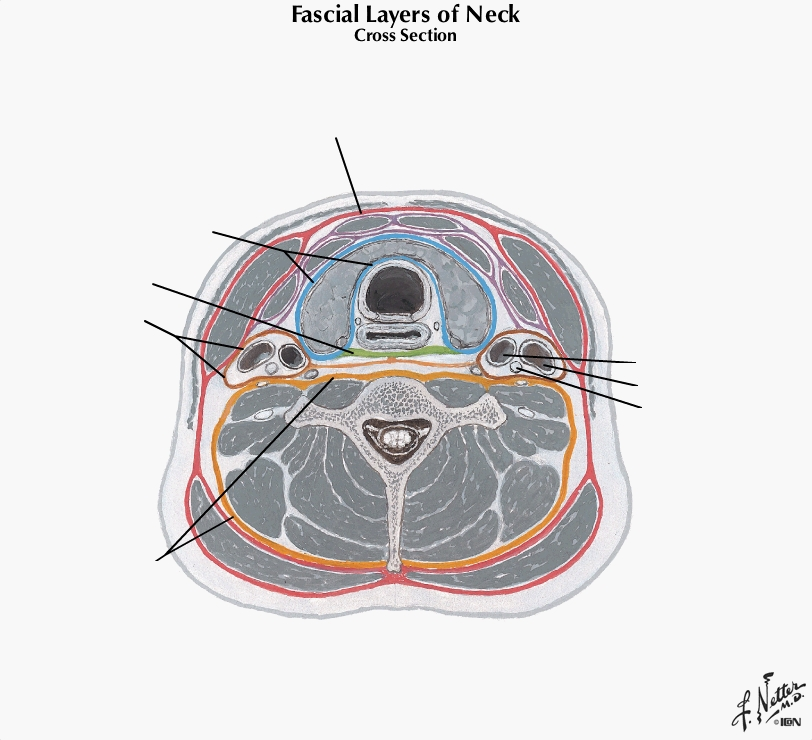 Fascial Layers of Neck
Cross Section
F. Netter
M.D.
© ICON